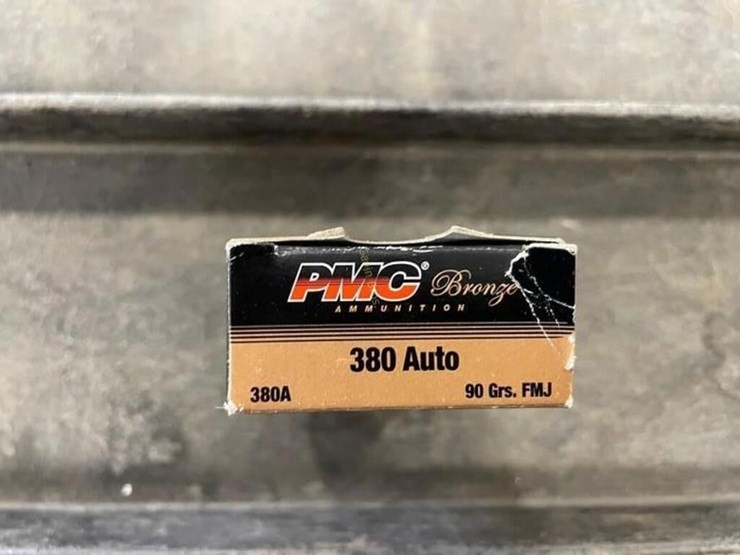 PMC® Bronze
AMMUNITION
380 Auto
380A 90 Grs. FMJ